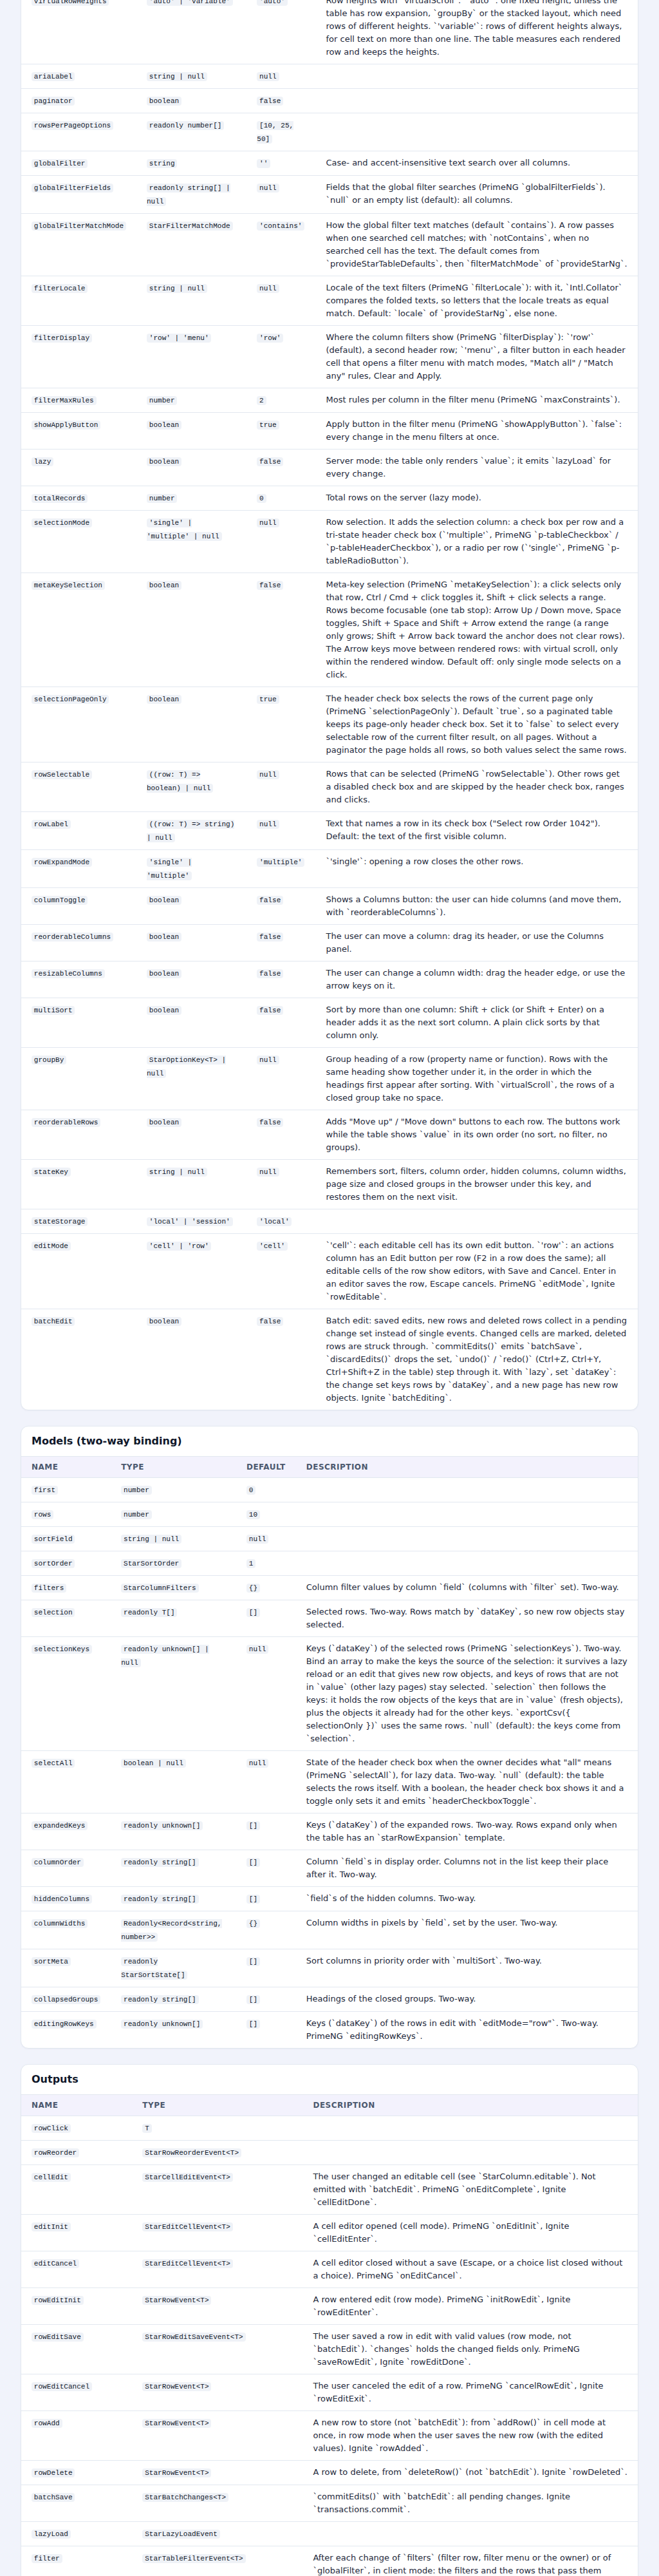 virtualRowHeights 'auto' | 'variable' 'auto' Row heights with `virtualScroll`. `'auto'`: one fixed height, unless the
table has row expansion, `groupBy` or the stacked layout, which need
rows of different heights. `'variable'`: rows of different heights always,
for cell text on more than one line. The table measures each rendered
row and keeps the heights.
ariaLabel string | null null
paginator boolean false
rowsPerPageOptions readonly number[] [10, 25,
50]
globalFilter string '' Case- and accent-insensitive text search over all columns.
globalFilterFields readonly string[] | null Fields that the global filter searches (PrimeNG `globalFilterFields`).
null `null` or an empty list (default): all columns.
globalFilterMatchMode StarFilterMatchMode 'contains' How the global filter text matches (default `contains`). A row passes
when one searched cell matches; with `notContains`, when no
searched cell has the text. The default comes from
`provideStarTableDefaults`, then `filterMatchMode` of `provideStarNg`.
filterLocale string | null null Locale of the text filters (PrimeNG `filterLocale`): with it, `Intl.Collator`
compares the folded texts, so letters that the locale treats as equal
match. Default: `locale` of `provideStarNg`, else none.
filterDisplay 'row' | 'menu' 'row' Where the column filters show (PrimeNG `filterDisplay`): `'row'`
(default), a second header row; `'menu'`, a filter button in each header
cell that opens a filter menu with match modes, "Match all" / "Match
any" rules, Clear and Apply.
filterMaxRules number 2 Most rules per column in the filter menu (PrimeNG `maxConstraints`).
showApplyButton boolean true Apply button in the filter menu (PrimeNG `showApplyButton`). `false`:
every change in the menu filters at once.
lazy boolean false Server mode: the table only renders `value`; it emits `lazyLoad` for
every change.
totalRecords number 0 Total rows on the server (lazy mode).
selectionMode 'single' | null Row selection. It adds the selection column: a check box per row and a
'multiple' | null tri-state header check box (`'multiple'`, PrimeNG `p-tableCheckbox` /
`p-tableHeaderCheckbox`), or a radio per row (`'single'`, PrimeNG `p-
tableRadioButton`).
metaKeySelection boolean false Meta-key selection (PrimeNG `metaKeySelection`): a click selects only
that row, Ctrl / Cmd + click toggles it, Shift + click selects a range.
Rows become focusable (one tab stop): Arrow Up / Down move, Space
toggles, Shift + Space and Shift + Arrow extend the range (a range
only grows; Shift + Arrow back toward the anchor does not clear rows).
The Arrow keys move between rendered rows: with virtual scroll, only
within the rendered window. Default off: only single mode selects on a
click.
selectionPageOnly boolean true The header check box selects the rows of the current page only
(PrimeNG `selectionPageOnly`). Default `true`, so a paginated table
keeps its page-only header check box. Set it to `false` to select every
selectable row of the current filter result, on all pages. Without a
paginator the page holds all rows, so both values select the same rows.
rowSelectable ((row: T) => null Rows that can be selected (PrimeNG `rowSelectable`). Other rows get
boolean) | null a disabled check box and are skipped by the header check box, ranges
and clicks.
rowLabel ((row: T) => string) null Text that names a row in its check box ("Select row Order 1042").
| null Default: the text of the first visible column.
rowExpandMode 'single' | 'multiple' `'single'`: opening a row closes the other rows.
'multiple'
columnToggle boolean false Shows a Columns button: the user can hide columns (and move them,
with `reorderableColumns`).
reorderableColumns boolean false The user can move a column: drag its header, or use the Columns
panel.
resizableColumns boolean false The user can change a column width: drag the header edge, or use the
arrow keys on it.
multiSort boolean false Sort by more than one column: Shift + click (or Shift + Enter) on a
header adds it as the next sort column. A plain click sorts by that
column only.
groupBy StarOptionKey<T> | null Group heading of a row (property name or function). Rows with the
null same heading show together under it, in the order in which the
headings first appear after sorting. With `virtualScroll`, the rows of a
closed group take no space.
reorderableRows boolean false Adds "Move up" / "Move down" buttons to each row. The buttons work
while the table shows `value` in its own order (no sort, no filter, no
groups).
stateKey string | null null Remembers sort, filters, column order, hidden columns, column widths,
page size and closed groups in the browser under this key, and
restores them on the next visit.
stateStorage 'local' | 'session' 'local'
editMode 'cell' | 'row' 'cell' `'cell'`: each editable cell has its own edit button. `'row'`: an actions
column has an Edit button per row (F2 in a row does the same); all
editable cells of the row show editors, with Save and Cancel. Enter in
an editor saves the row, Escape cancels. PrimeNG `editMode`, Ignite
`rowEditable`.
batchEdit boolean false Batch edit: saved edits, new rows and deleted rows collect in a pending
change set instead of single events. Changed cells are marked, deleted
rows are struck through. `commitEdits()` emits `batchSave`,
`discardEdits()` drops the set, `undo()` / `redo()` (Ctrl+Z, Ctrl+Y,
Ctrl+Shift+Z in the table) step through it. With `lazy`, set `dataKey`:
the change set keys rows by `dataKey`, and a new page has new row
objects. Ignite `batchEditing`.
Models (two-way binding)
NAME TYPE DEFAULT DESCRIPTION
first number 0
rows number 10
sortField string | null null
sortOrder StarSortOrder 1
filters StarColumnFilters {} Column filter values by column `field` (columns with `filter` set). Two-way.
selection readonly T[] [] Selected rows. Two-way. Rows match by `dataKey`, so new row objects stay
selected.
selectionKeys readonly unknown[] | null Keys (`dataKey`) of the selected rows (PrimeNG `selectionKeys`). Two-way.
null Bind an array to make the keys the source of the selection: it survives a lazy
reload or an edit that gives new row objects, and keys of rows that are not
in `value` (other lazy pages) stay selected. `selection` then follows the
keys: it holds the row objects of the keys that are in `value` (fresh objects),
plus the objects it already had for the other keys. `exportCsv({
selectionOnly })` uses the same rows. `null` (default): the keys come from
`selection`.
selectAll boolean | null null State of the header check box when the owner decides what "all" means
(PrimeNG `selectAll`), for lazy data. Two-way. `null` (default): the table
selects the rows itself. With a boolean, the header check box shows it and a
toggle only sets it and emits `headerCheckboxToggle`.
expandedKeys readonly unknown[] [] Keys (`dataKey`) of the expanded rows. Two-way. Rows expand only when
the table has an `starRowExpansion` template.
columnOrder readonly string[] [] Column `field`s in display order. Columns not in the list keep their place
after it. Two-way.
hiddenColumns readonly string[] [] `field`s of the hidden columns. Two-way.
columnWidths Readonly<Record<string, {} Column widths in pixels by `field`, set by the user. Two-way.
number>>
sortMeta readonly [] Sort columns in priority order with `multiSort`. Two-way.
StarSortState[]
collapsedGroups readonly string[] [] Headings of the closed groups. Two-way.
editingRowKeys readonly unknown[] [] Keys (`dataKey`) of the rows in edit with `editMode="row"`. Two-way.
PrimeNG `editingRowKeys`.
Outputs
NAME TYPE DESCRIPTION
rowClick T
rowReorder StarRowReorderEvent<T>
cellEdit StarCellEditEvent<T> The user changed an editable cell (see `StarColumn.editable`). Not
emitted with `batchEdit`. PrimeNG `onEditComplete`, Ignite
`cellEditDone`.
editInit StarEditCellEvent<T> A cell editor opened (cell mode). PrimeNG `onEditInit`, Ignite
`cellEditEnter`.
editCancel StarEditCellEvent<T> A cell editor closed without a save (Escape, or a choice list closed without
a choice). PrimeNG `onEditCancel`.
rowEditInit StarRowEvent<T> A row entered edit (row mode). PrimeNG `initRowEdit`, Ignite
`rowEditEnter`.
rowEditSave StarRowEditSaveEvent<T> The user saved a row in edit with valid values (row mode, not
`batchEdit`). `changes` holds the changed fields only. PrimeNG
`saveRowEdit`, Ignite `rowEditDone`.
rowEditCancel StarRowEvent<T> The user canceled the edit of a row. PrimeNG `cancelRowEdit`, Ignite
`rowEditExit`.
rowAdd StarRowEvent<T> A new row to store (not `batchEdit`): from `addRow()` in cell mode at
once, in row mode when the user saves the new row (with the edited
values). Ignite `rowAdded`.
rowDelete StarRowEvent<T> A row to delete, from `deleteRow()` (not `batchEdit`). Ignite `rowDeleted`.
batchSave StarBatchChanges<T> `commitEdits()` with `batchEdit`: all pending changes. Ignite
`transactions.commit`.
lazyLoad StarLazyLoadEvent
filter StarTableFilterEvent<T> After each change of `filters` (filter row, filter menu or the owner) or of
`globalFilter`, in client mode: the filters and the rows that pass them